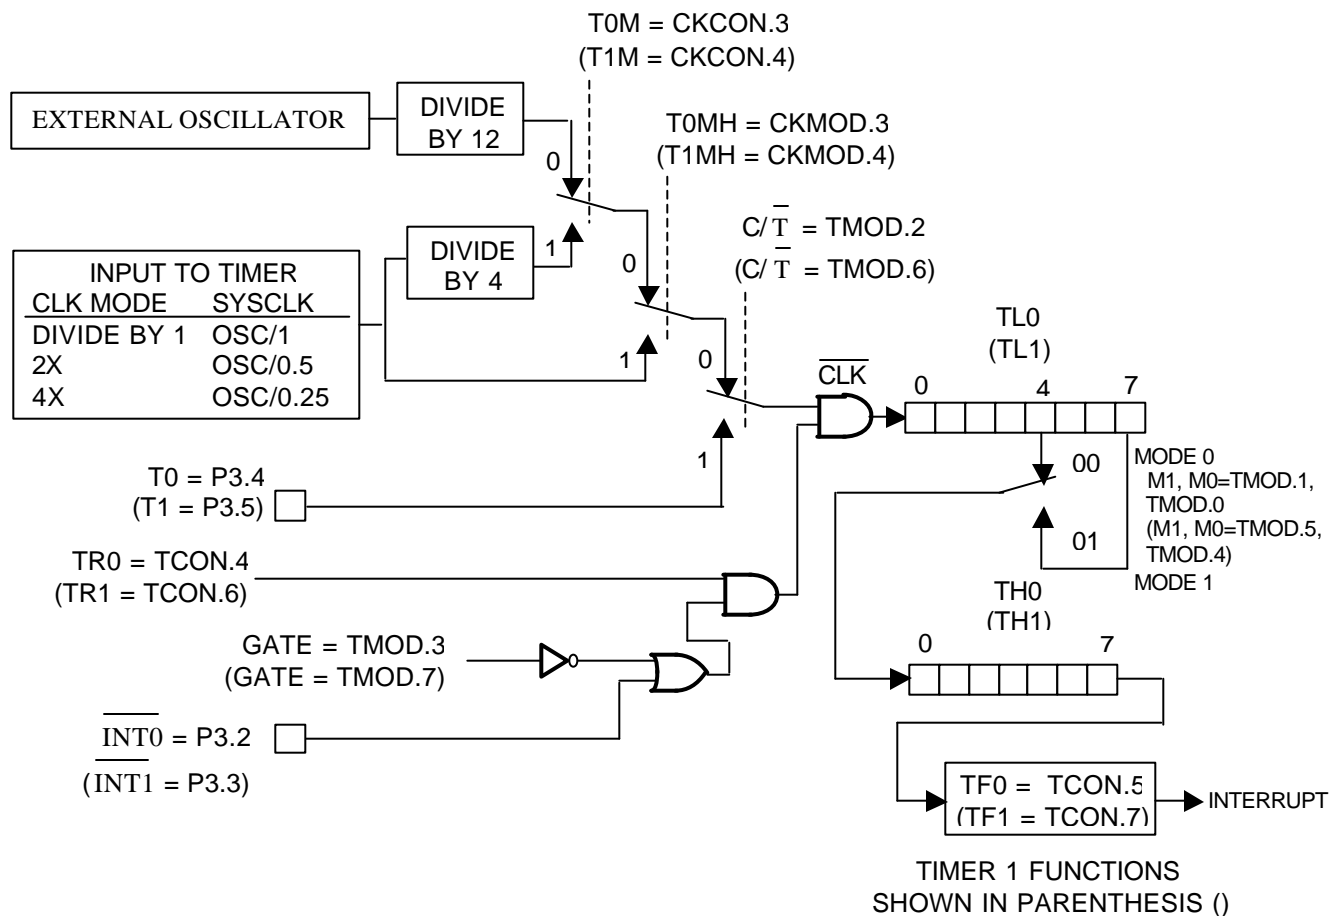 T0M = CKCON.3
(T1M = CKCON.4)
EXTERNAL OSCILLATOR
DIVIDE
BY 12
0
T0MH = CKMOD.3
(T1MH = CKMOD.4)
1
DIVIDE
BY 4
0
C/T̅ = TMOD.2
(C/T̅ = TMOD.6)
INPUT TO TIMER
CLK MODE SYSCLK
DIVIDE BY 1 OSC/1
2X OSC/0.5
4X OSC/0.25
1
0
C̅L̅K̅
TL0
(TL1)
0 4 7
1
T0 = P3.4
(T1 = P3.5)
00
MODE 0
M1, M0=TMOD.1,
TMOD.0
(M1, M0=TMOD.5,
TMOD.4)
01
MODE 1
TR0 = TCON.4
(TR1 = TCON.6)
TH0
(TH1)
0 7
GATE = TMOD.3
(GATE = TMOD.7)
I̅N̅T̅0̅ = P3.2
(I̅N̅T̅1̅ = P3.3)
TF0 = TCON.5
(TF1 = TCON.7)
INTERRUPT
TIMER 1 FUNCTIONS
SHOWN IN PARENTHESIS ()